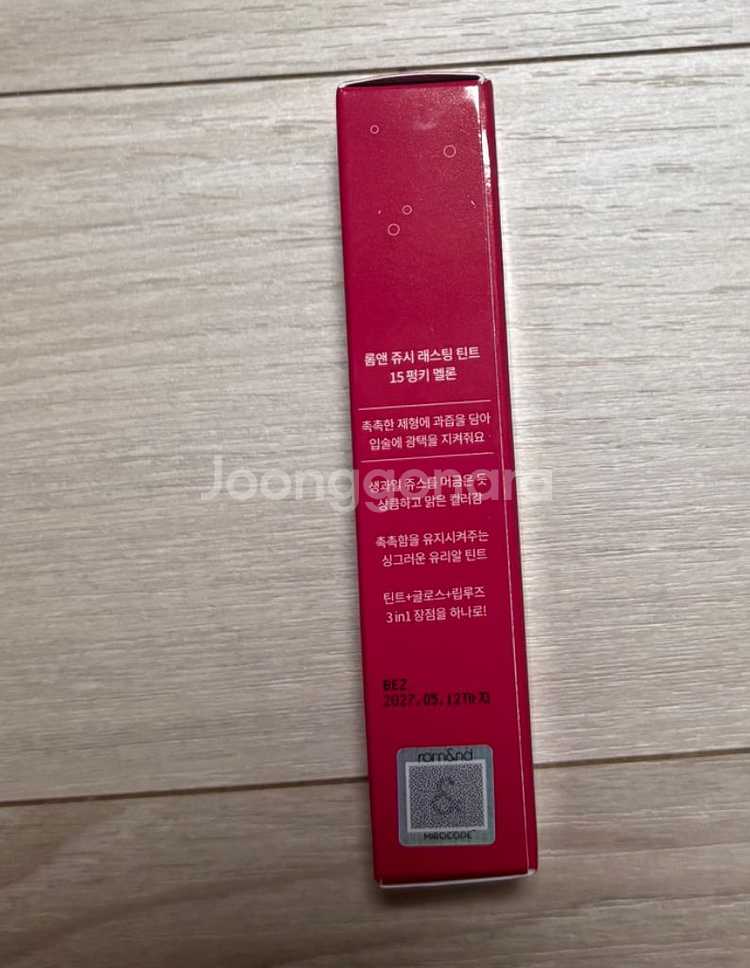 롬앤 쥬시 래스팅 틴트
15 펑키 멜론
촉촉한 제형에 과즙을 담아
입술에 광택을 지켜줘요
Joonggonara
생과일 쥬스를 머금은 듯
상큼하고 맑은 컬러감
촉촉함을 유지시켜주는
싱그러운 유리알 틴트
틴트+글로스+립루즈
3 in1 장점을 하나로!
BE2
2027.05.12까지
rom&nd
&
HIDDCODE™